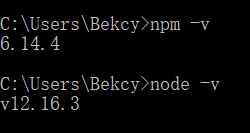 C:\Users\Bekcy>npm -v
6.14.4
C:\Users\Bekcy>node -v
v12.16.3